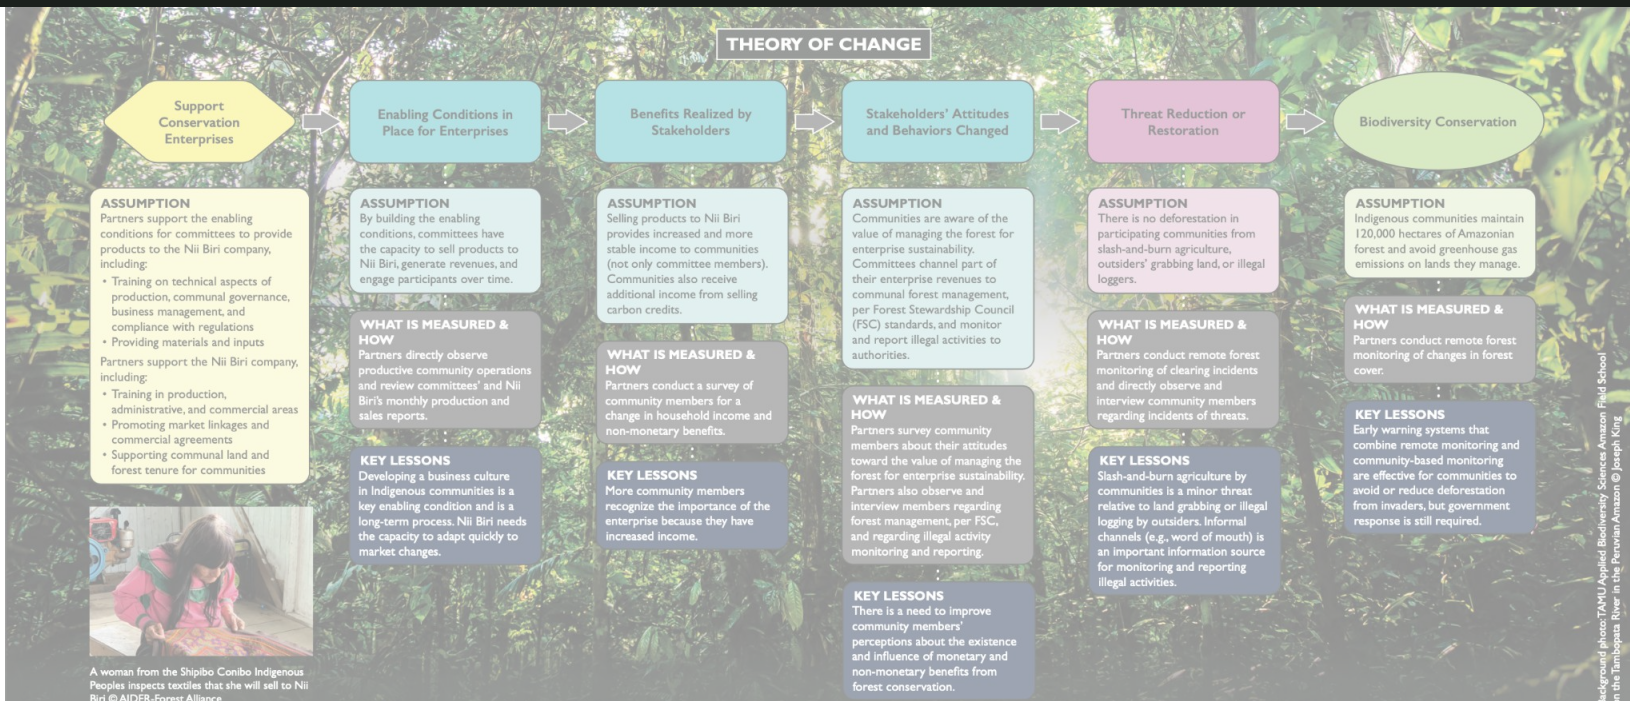 THEORY OF CHANGE
Support
Conservation
Enterprises
Enabling Conditions in
Place for Enterprises
Benefits Realized by
Stakeholders
Stakeholders' Attitudes
and Behaviors Changed
Threat Reduction or
Restoration
Biodiversity Conservation
ASSUMPTION
Partners support the enabling
conditions for committees to provide
products to the Nii Biri company,
including:
• Training on technical aspects of
production, communal governance,
business management, and
compliance with regulations
• Providing materials and inputs
Partners support the Nii Biri company,
including:
• Training in production,
administrative, and commercial areas
• Promoting market linkages and
commercial agreements
• Supporting communal land and
forest tenure for communities
A woman from the Shipibo Conibo Indigenous
Peoples inspects textiles that she will sell to Nii
Biri © AIDER-Forest Alliance
ASSUMPTION
By building the enabling
conditions, committees have
the capacity to sell products to
Nii Biri, generate revenues, and
engage participants over time.
WHAT IS MEASURED &
HOW
Partners directly observe
productive community operations
and review committees' and Nii
Biri's monthly production and
sales reports.
KEY LESSONS
Developing a business culture
in Indigenous communities is a
key enabling condition and is a
long-term process. Nii Biri needs
the capacity to adapt quickly to
market changes.
ASSUMPTION
Selling products to Nii Biri
provides increased and more
stable income to communities
(not only committee members).
Communities also receive
additional income from selling
carbon credits.
WHAT IS MEASURED &
HOW
Partners conduct a survey of
community members for a
change in household income and
non-monetary benefits.
KEY LESSONS
More community members
recognize the importance of the
enterprise because they have
increased income.
ASSUMPTION
Communities are aware of the
value of managing the forest for
enterprise sustainability.
Committees channel part of
their enterprise revenues to
communal forest management,
per Forest Stewardship Council
(FSC) standards, and monitor
and report illegal activities to
authorities.
WHAT IS MEASURED &
HOW
Partners survey community
members about their attitudes
toward the value of managing the
forest for enterprise sustainability.
Partners also observe and
interview members regarding
forest management, per FSC,
and regarding illegal activity
monitoring and reporting.
KEY LESSONS
There is a need to improve
community members'
perceptions about the existence
and influence of monetary and
non-monetary benefits from
forest conservation.
ASSUMPTION
There is no deforestation in
participating communities from
slash-and-burn agriculture,
outsiders' grabbing land, or illegal
loggers.
WHAT IS MEASURED &
HOW
Partners conduct remote forest
monitoring of clearing incidents
and directly observe and
interview community members
regarding incidents of threats.
KEY LESSONS
Slash-and-burn agriculture by
communities is a minor threat
relative to land grabbing or illegal
logging by outsiders. Informal
channels (e.g., word of mouth) is
an important information source
for monitoring and reporting
illegal activities.
ASSUMPTION
Indigenous communities maintain
120,000 hectares of Amazonian
forest and avoid greenhouse gas
emissions on lands they manage.
WHAT IS MEASURED &
HOW
Partners conduct remote forest
monitoring of changes in forest
cover.
KEY LESSONS
Early warning systems that
combine remote monitoring and
community-based monitoring
are effective for communities to
avoid or reduce deforestation
from invaders, but government
response is still required.
ackground photo: TAMU Applied Biodiversity Sciences Amazon Field School
on the Tambopata River in the Peruvian Amazon © Joseph King